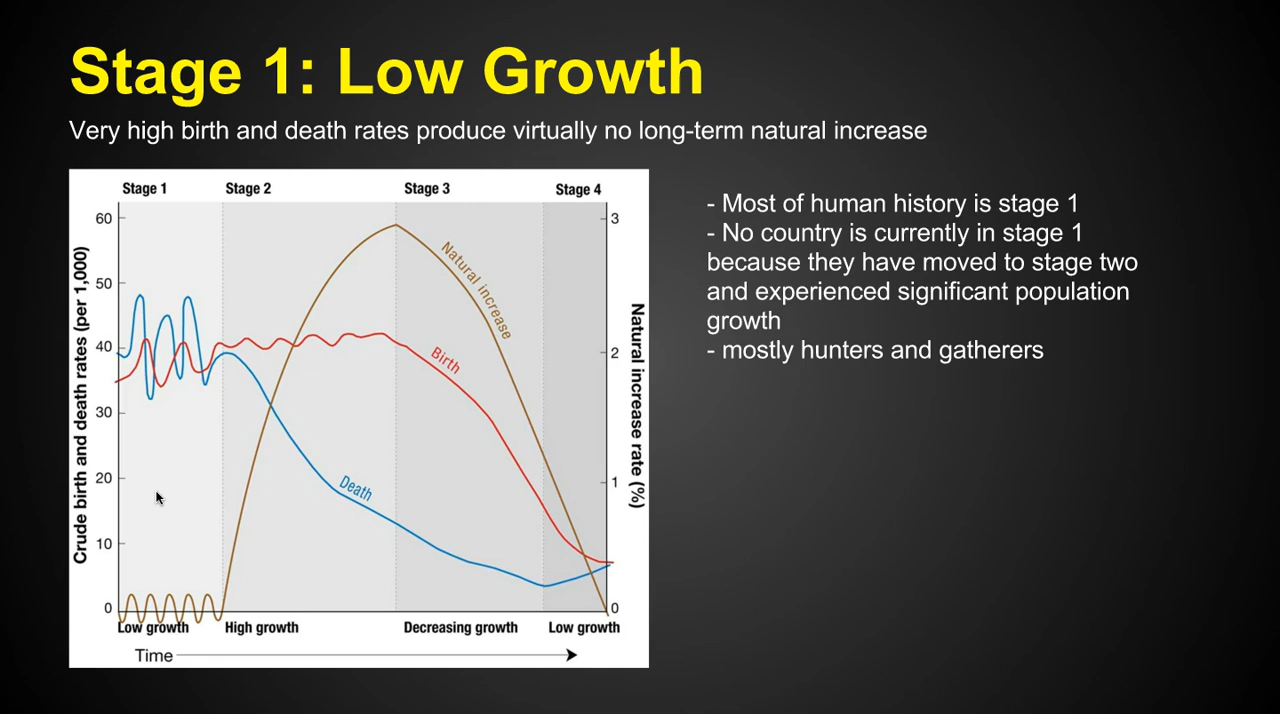 Stage 1: Low Growth
Very high birth and death rates produce virtually no long-term natural increase
Stage 1
Stage 2
Stage 3
Stage 4
60
50
40
30
20
10
0
Crude birth and death rates (per 1,000)
3
2
1
0
Natural increase rate (%)
Natural increase
Birth
Death
Low growth
High growth
Decreasing growth
Low growth
Time
- Most of human history is stage 1
- No country is currently in stage 1
because they have moved to stage two
and experienced significant population
growth
- mostly hunters and gatherers